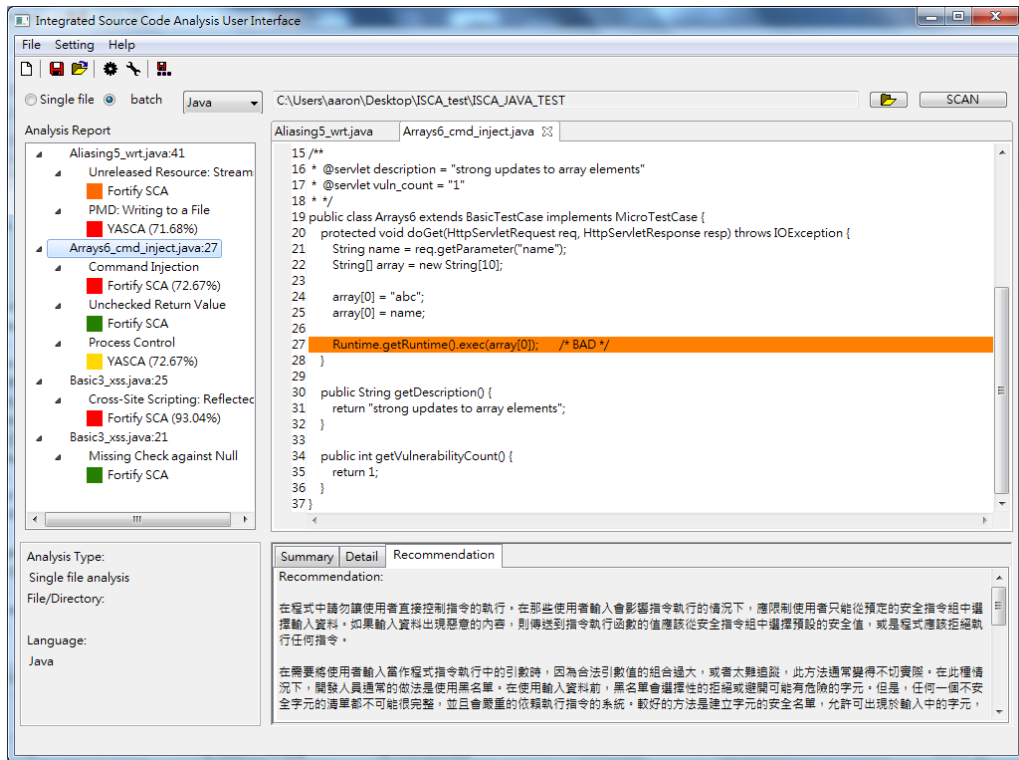 Integrated Source Code Analysis User Interface
File Setting Help
Single file batch Java C:\Users\aaron\Desktop\ISCA_test\ISCA_JAVA_TEST SCAN
Analysis Report
Aliasing5_wrt.java:41
Unreleased Resource: Stream
Fortify SCA
PMD: Writing to a File
YASCA (71.68%)
Arrays6_cmd_inject.java:27
Command Injection
Fortify SCA (72.67%)
Unchecked Return Value
Fortify SCA
Process Control
YASCA (72.67%)
Basic3_xss.java:25
Cross-Site Scripting: Reflected
Fortify SCA (93.04%)
Basic3_xss.java:21
Missing Check against Null
Fortify SCA
Aliasing5_wrt.java Arrays6_cmd_inject.java
15 /**
16 * @servlet description = "strong updates to array elements"
17 * @servlet vuln_count = "1"
18 * */
19 public class Arrays6 extends BasicTestCase implements MicroTestCase {
20 protected void doGet(HttpServletRequest req, HttpServletResponse resp) throws IOException {
21 String name = req.getParameter("name");
22 String[] array = new String[10];
23
24 array[0] = "abc";
25 array[0] = name;
26
27 Runtime.getRuntime().exec(array[0]); /* BAD */
28 }
29
30 public String getDescription() {
31 return "strong updates to array elements";
32 }
33
34 public int getVulnerabilityCount() {
35 return 1;
36 }
37 }
Analysis Type:
Single file analysis
File/Directory:
Language:
Java
Summary Detail Recommendation
Recommendation:
在程式中請勿讓使用者直接控制指令的執行。在那些使用者輸入會影響指令執行的情況下，應限制使用者只能從預定的安全指令組中選
擇輸入資料。如果輸入資料出現惡意的內容，則傳送到指令執行函數的值應該從安全指令組中選擇預設的安全值，或是程式應該拒絕執
行任何指令。
在需要將使用者輸入當作程式指令執行中的引數時，因為合法引數值的組合過大，或者太難追蹤，此方法通常變得不切實際。在此種情
況下，開發人員通常的做法是使用黑名單。在使用輸入資料前，黑名單會選擇性的拒絕或避開可能有危險的字元。但是，任何一個不安
全字元的清單都不可能很完整，並且會嚴重的依賴執行指令的系統。較好的方法是建立字元的安全名單，允許可出現於輸入中的字元，